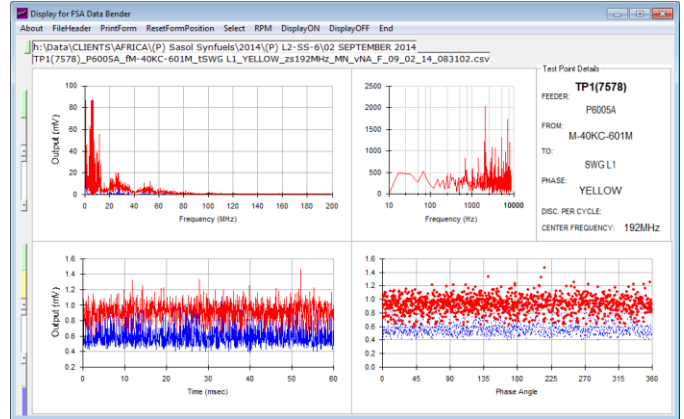 Display for FSA Data Bender
About FileHeader PrintForm ResetFormPosition Select RPM DisplayON DisplayOFF End
h:\Data\CLIENTS\AFRICA\(P) Sasol Synfuels\2014\(P) L2-SS-6\02 SEPTEMBER 2014
TP1(7578)_P6005A_fM-40KC-601M_tSWG L1_YELLOW_zs192MHz_MN_vNA_F_09_02_14_083102.csv
Output (mV)
100
80
60
40
20
0
0 20 40 60 80 100 120 140 160 180 200
Frequency (MHz)
2500
2000
1500
1000
500
0
10 100 1000 10000
Frequency (Hz)
Test Point Details
TP1(7578)
FEEDER:
P6005A
FROM:
M-40KC-601M
TO:
SWG L1
PHASE:
YELLOW
DISC. PER CYCLE:
CENTER FREQUENCY: 192MHz
Output (mV)
1.6
1.4
1.2
1.0
0.8
0.6
0.4
0.2
0 10 20 30 40 50 60
Time (msec)
1.6
1.4
1.2
1.0
0.8
0.6
0.4
0.2
0.0
0 45 90 135 180 225 270 315 360
Phase Angle